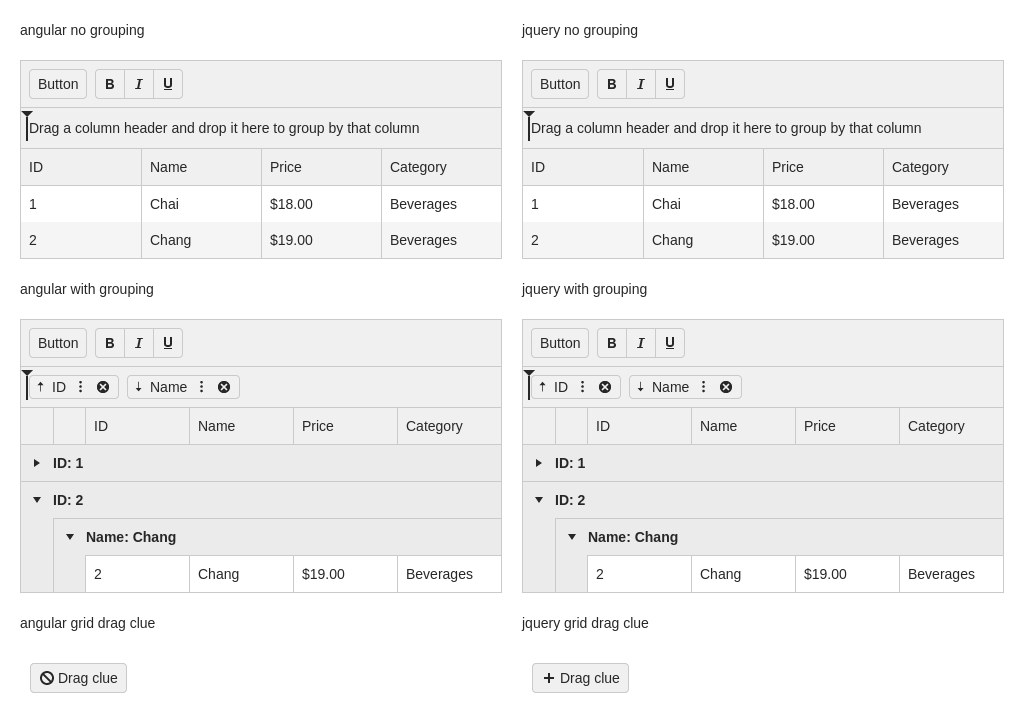 angular no grouping
Button B I U
Drag a column header and drop it here to group by that column
ID Name Price Category
1 Chai $18.00 Beverages
2 Chang $19.00 Beverages
angular with grouping
Button B I U
ID Name
ID Name Price Category
ID: 1
ID: 2
Name: Chang
2 Chang $19.00 Beverages
angular grid drag clue
Drag clue
jquery no grouping
Button B I U
Drag a column header and drop it here to group by that column
ID Name Price Category
1 Chai $18.00 Beverages
2 Chang $19.00 Beverages
jquery with grouping
Button B I U
ID Name
ID Name Price Category
ID: 1
ID: 2
Name: Chang
2 Chang $19.00 Beverages
jquery grid drag clue
Drag clue